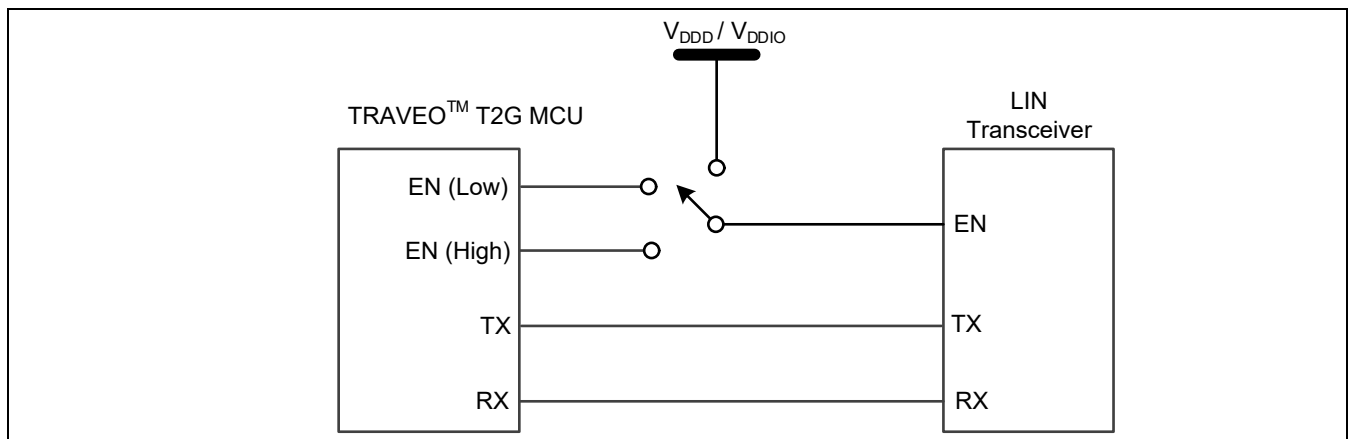 VDDD / VDDIO
LIN
Transceiver
TRAVEO™ T2G MCU
EN (Low)
EN (High)
EN
TX
TX
RX
RX